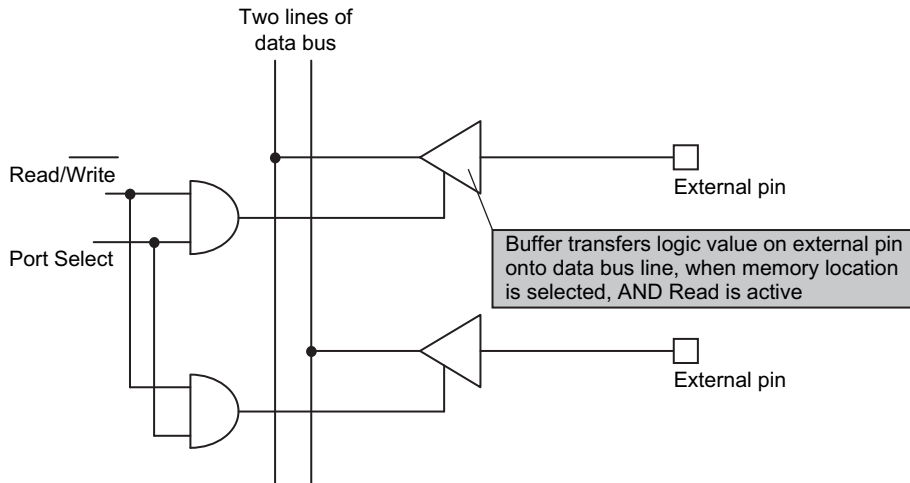 Two lines of
data bus
Read/Write
External pin
Port Select
Buffer transfers logic value on external pin
onto data bus line, when memory location
is selected, AND Read is active
External pin